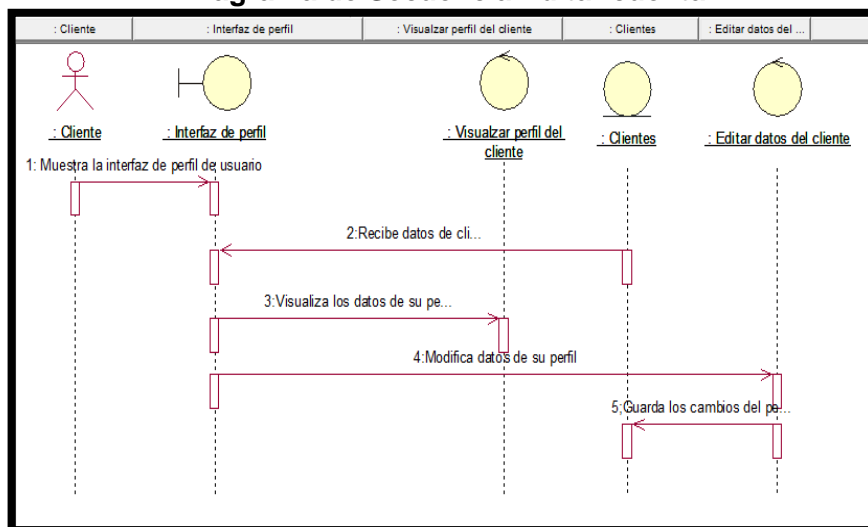 : Cliente
: Interfaz de perfil
: Visualzar perfil del cliente
: Clientes
: Editar datos del ...
: Cliente
: Interfaz de perfil
: Visualzar perfil del
cliente
: Clientes
: Editar datos del cliente
1: Muestra la interfaz de perfil de usuario
2:Recibe datos de cli...
3:Visualiza los datos de su pe...
4:Modifica datos de su perfil
5;Guarda los cambios del pe...